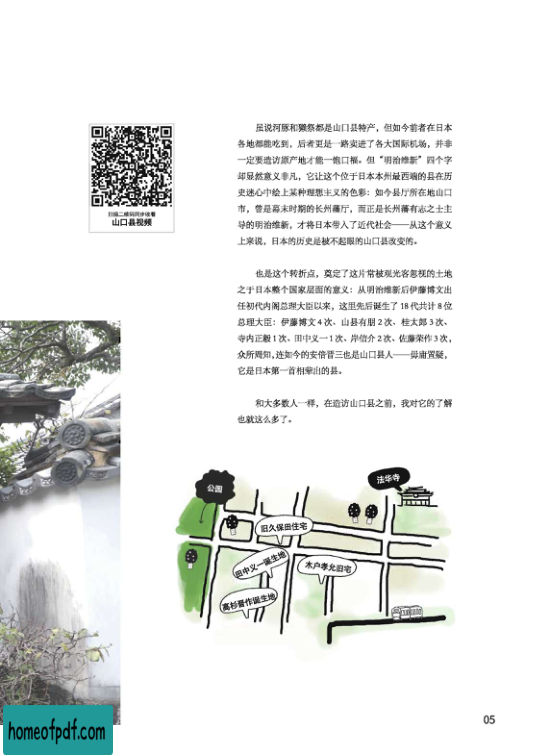 扫描二维码同步收看
山口县视频
虽说河豚和獭祭都是山口县特产，但如今前者在日本
各地都能吃到，后者更是一路卖进了各大国际机场，并非
一定要造访原产地才能一饱口福。但“明治维新”四个字
却显然意义非凡，它让这个位于日本本州最西端的县在历
史迷心中绘上某种理想主义的色彩：如今县厅所在地山口
市，曾是幕末时期的长州藩厅，而正是长州藩有志之士主
导的明治维新，才将日本带入了近代社会——从这个意义
上来说，日本的历史是被不起眼的山口县改变的。
也是这个转折点，奠定了这片常被观光客忽视的土地
之于日本整个国家层面的意义：从明治维新后伊藤博文出
任初代内阁总理大臣以来，这里先后诞生了 18 代共计 8 位
总理大臣：伊藤博文 4 次、山县有朋 2 次、桂太郎 3 次、
寺内正毅 1 次、田中义一 1 次、岸信介 2 次、佐藤荣作 3 次，
众所周知，连如今的安倍晋三也是山口县人——毋庸置疑，
它是日本第一首相辈出的县。
和大多数人一样，在造访山口县之前，我对它的了解
也就这么多了。
公园
法华寺
旧久保田住宅
田中义一诞生地
木户孝允旧宅
高杉晋作诞生地
05
homeofpdf.com